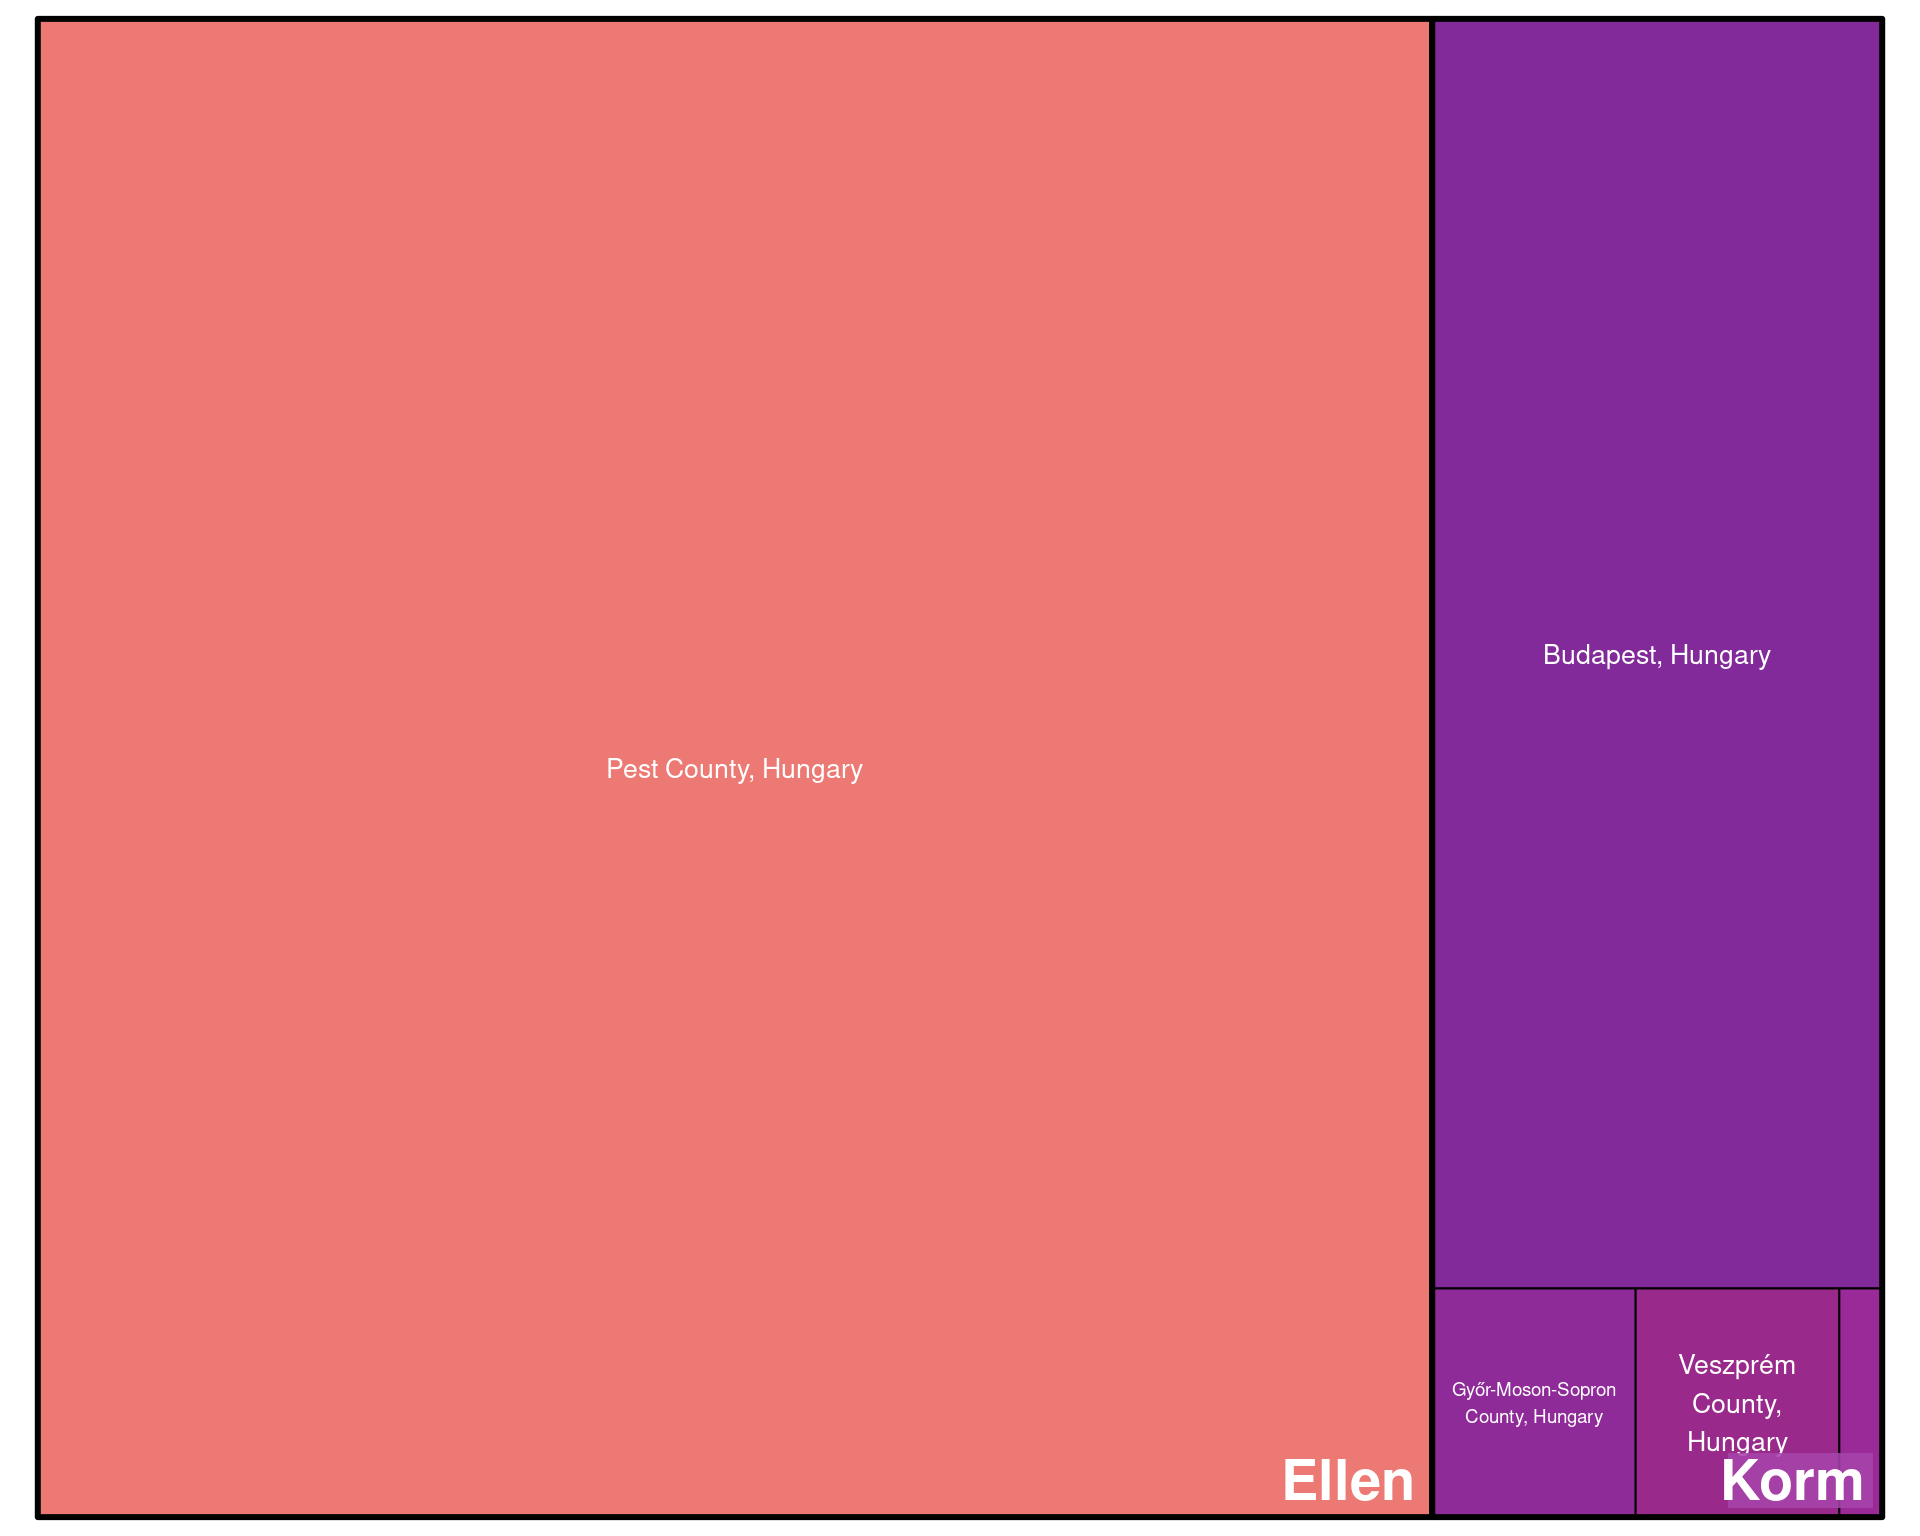 Pest County, Hungary
Ellen
Budapest, Hungary
Győr-Moson-Sopron
County, Hungary
Veszprém
County,
Hungary
Korm